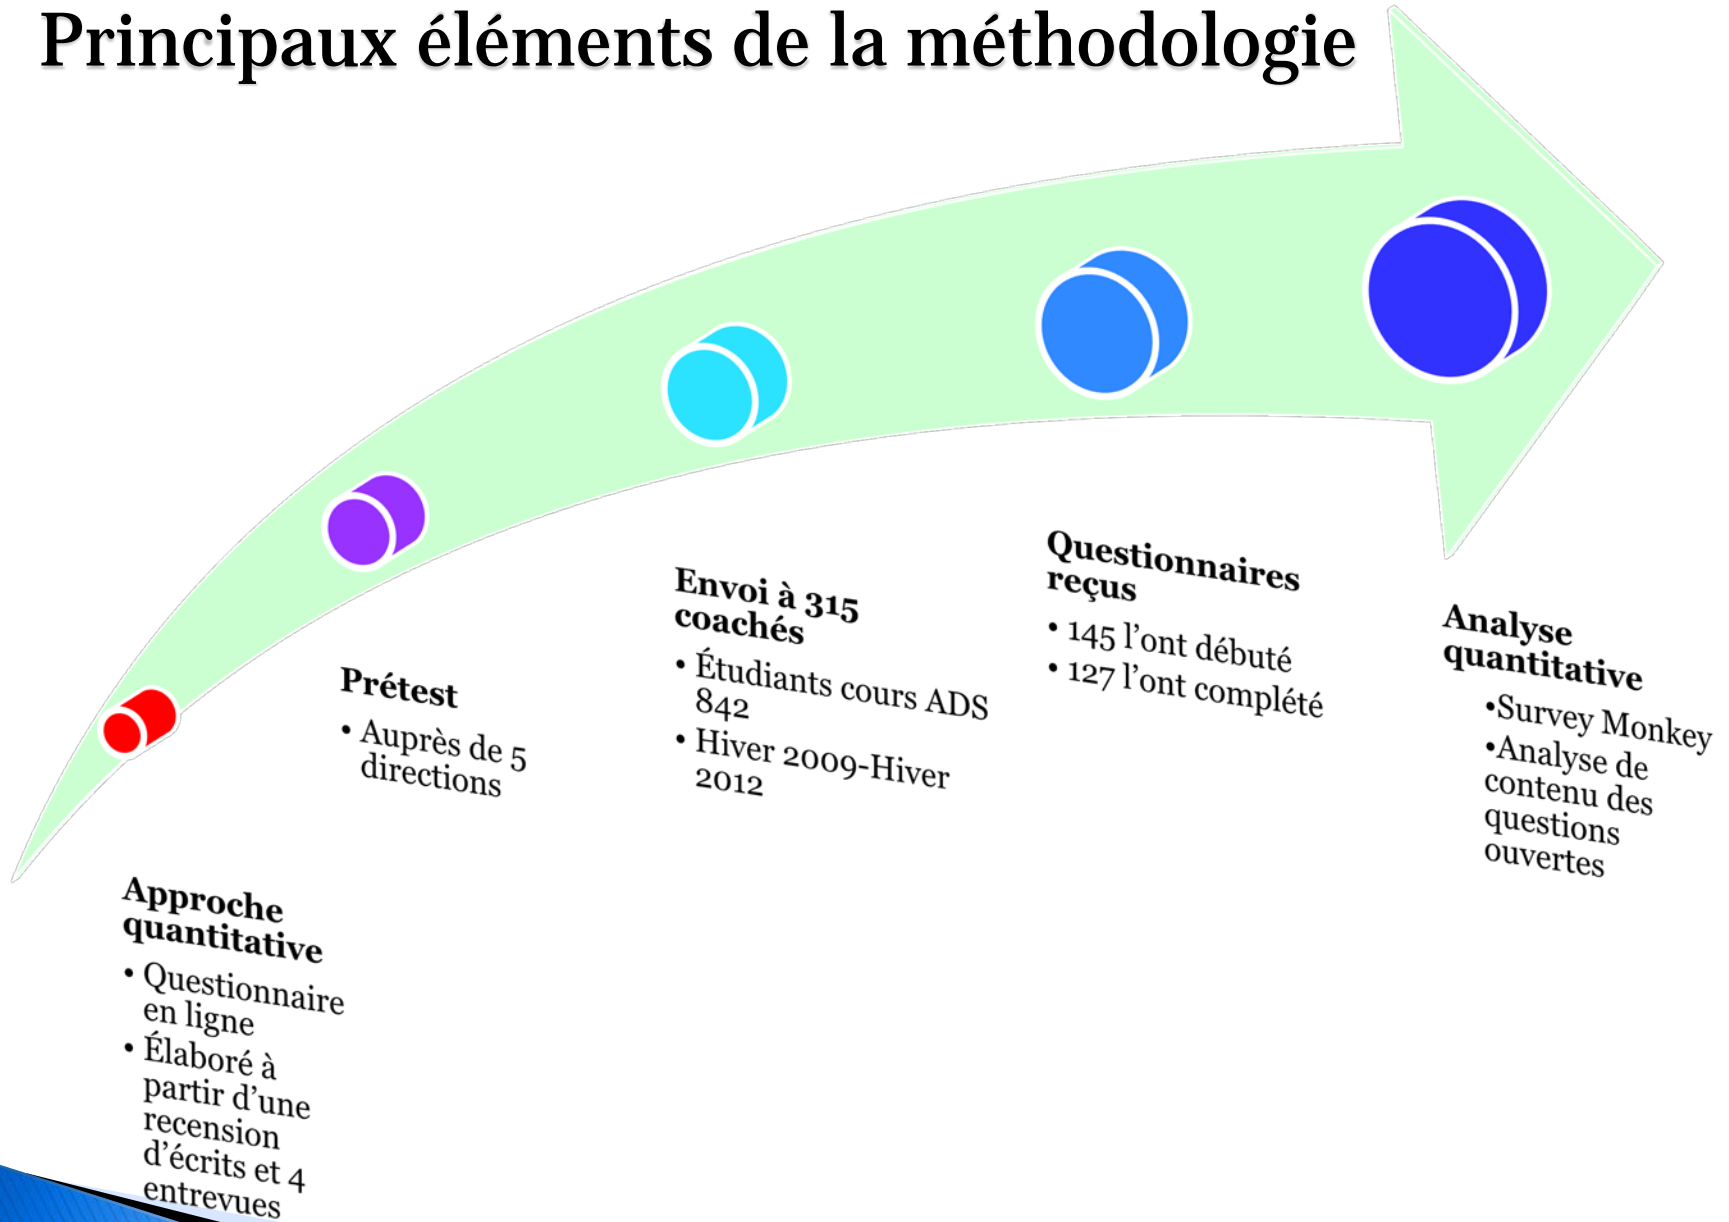 Principaux éléments de la méthodologie
Approche
quantitative
• Questionnaire
en ligne
• Élaboré à
partir d’une
recension
d’écrits et 4
entrevues
Prétest
• Auprès de 5
directions
Envoi à 315
coachés
• Étudiants cours ADS
842
• Hiver 2009-Hiver
2012
Questionnaires
reçus
• 145 l’ont débuté
• 127 l’ont complété
Analyse
quantitative
•Survey Monkey
•Analyse de
contenu des
questions
ouvertes